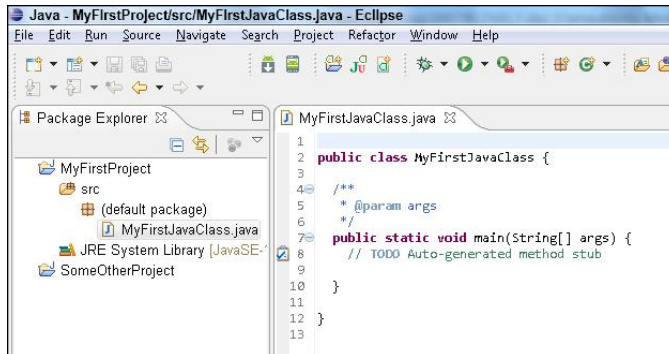 Java - MyFirstProject/src/MyFirstJavaClass.java - Eclipse
File Edit Run Source Navigate Search Project Refactor Window Help
Package Explorer
MyFirstProject
src
(default package)
MyFirstJavaClass.java
JRE System Library [JavaSE-
SomeOtherProject
MyFirstJavaClass.java
1
2 public class MyFirstJavaClass {
3
4 /**
5 * @param args
6 */
7 public static void main(String[] args) {
8 // TODO Auto-generated method stub
9
10 }
11
12 }
13